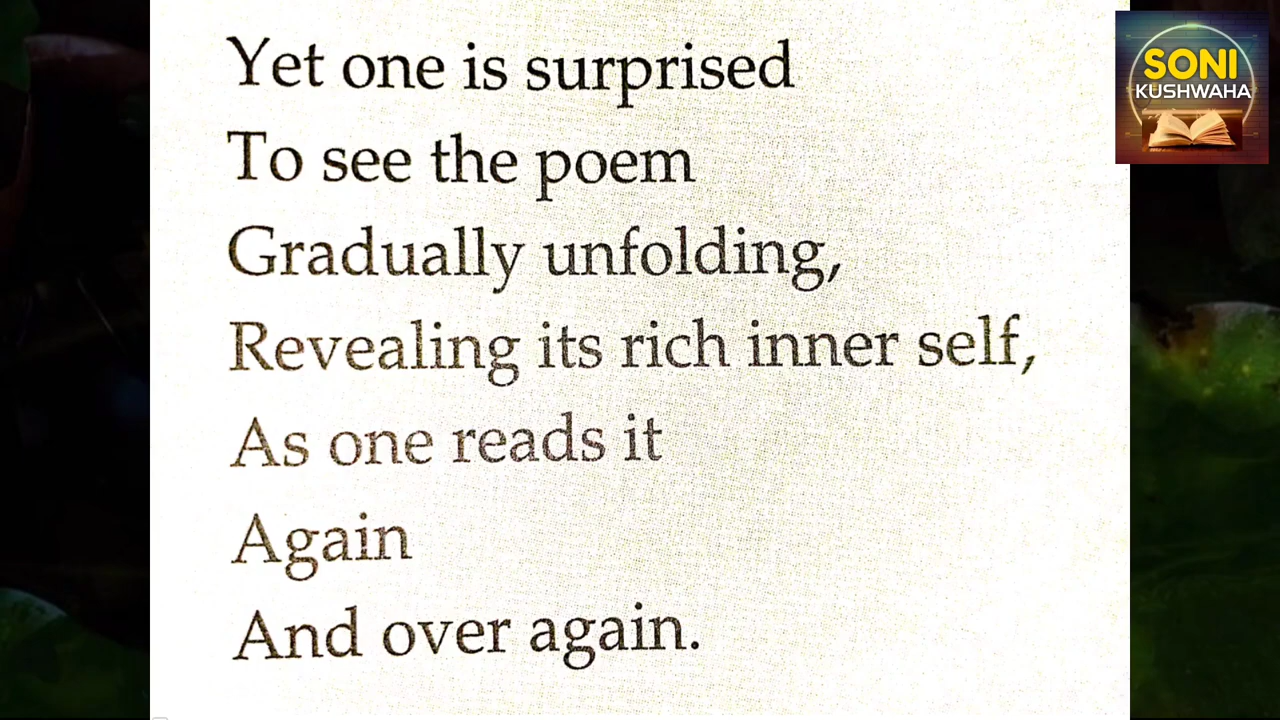 Yet one is surprised
To see the poem
Gradually unfolding,
Revealing its rich inner self,
As one reads it
Again
And over again.
SONI
KUSHWAHA